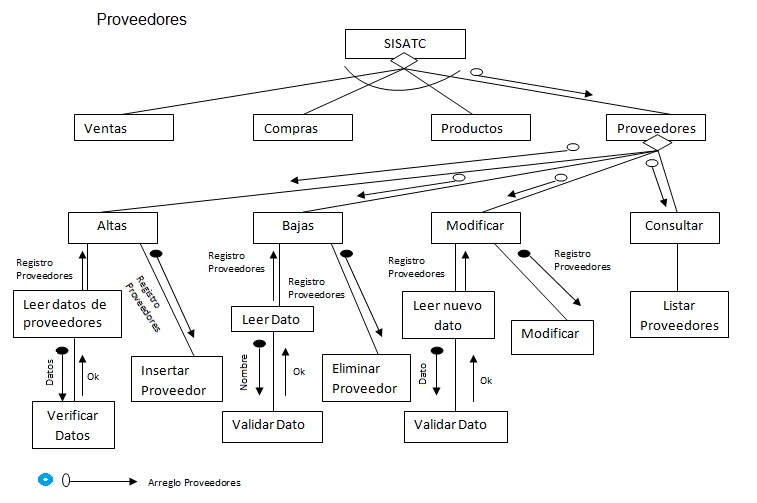 Proveedores
SISATC
Ventas
Compras
Productos
Proveedores
Altas
Bajas
Modificar
Consultar
Registro
Proveedores
Registro
Proveedores
Registro
Proveedores
Registro
Proveedores
Registro
Proveedores
Registro
Proveedores
Leer datos de
proveedores
Leer Dato
Leer nuevo
dato
Modificar
Listar
Proveedores
Datos
Ok
Insertar
Proveedor
Nombre
Ok
Eliminar
Proveedor
Dato
Ok
Verificar
Datos
Validar Dato
Validar Dato
Arreglo Proveedores